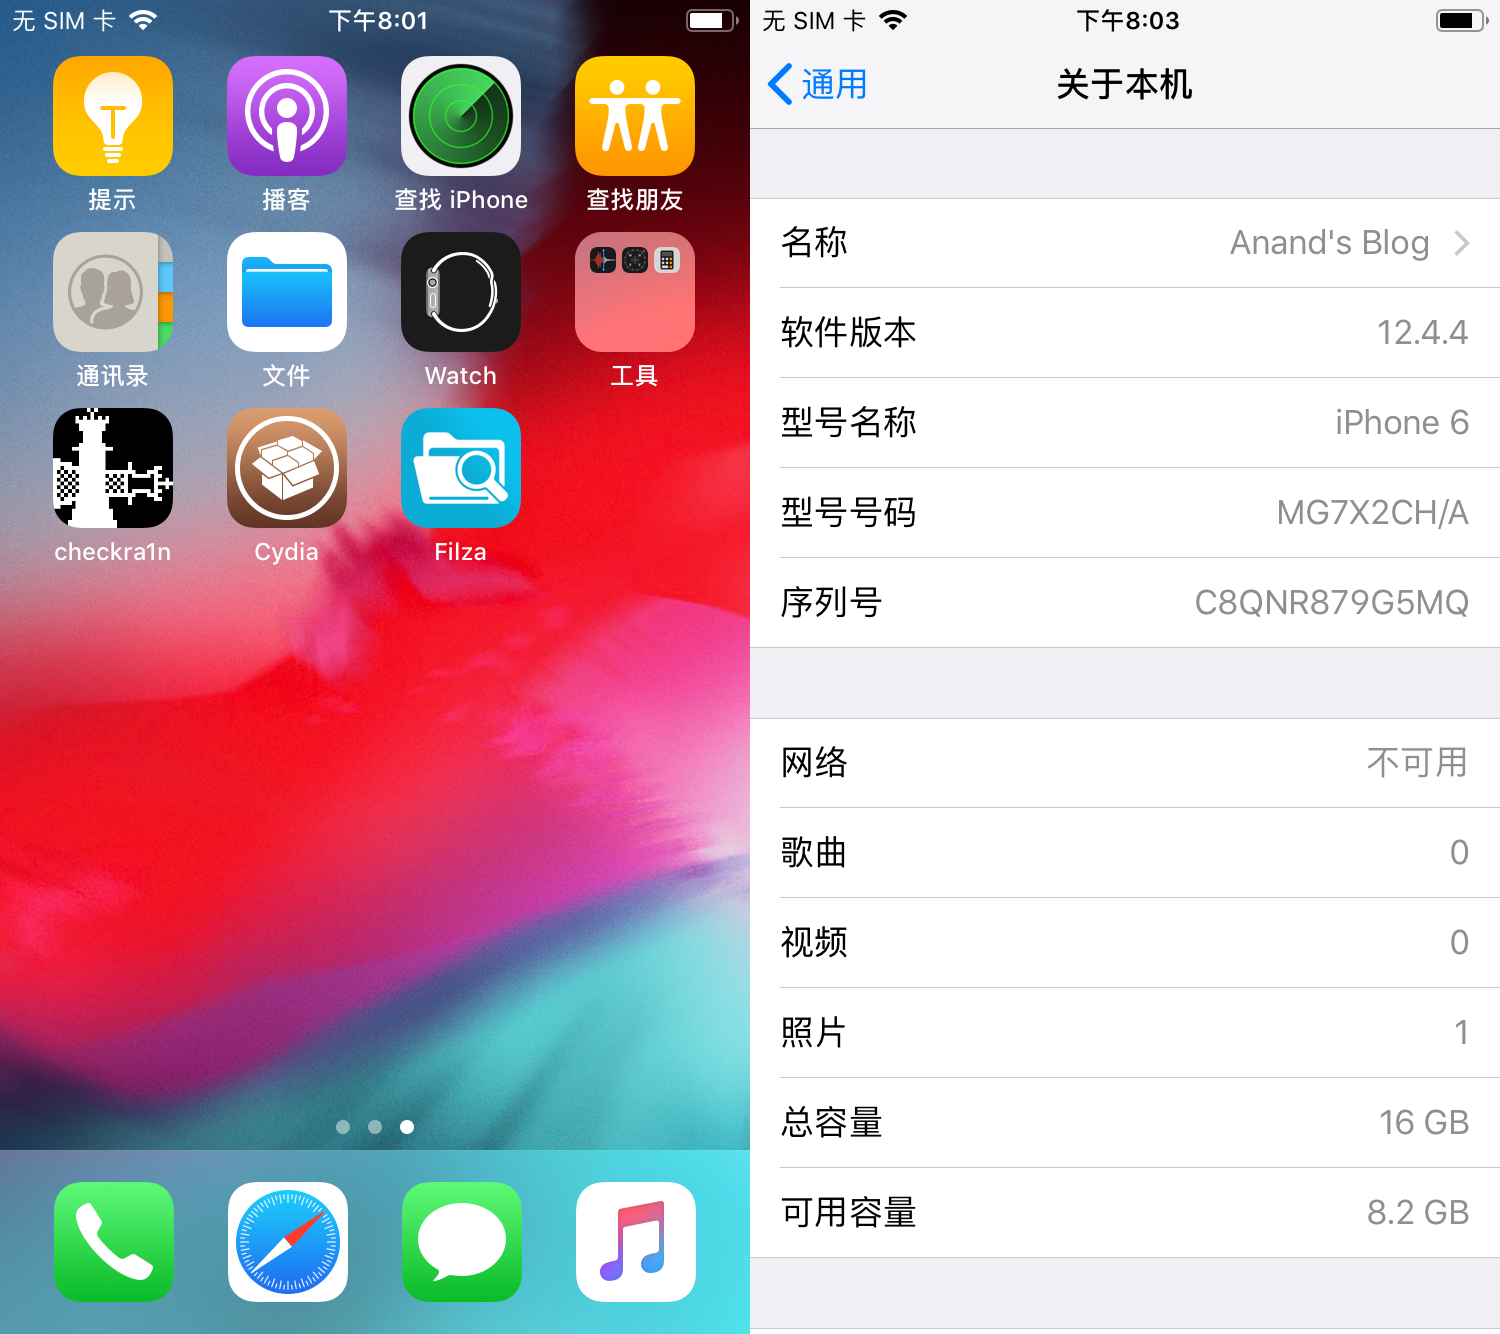 无 SIM 卡 下午8:01
提示 播客 查找 iPhone 查找朋友
通讯录 文件 Watch 工具
checkra1n Cydia Filza
无 SIM 卡 下午8:03
通用 关于本机
名称 Anand's Blog
软件版本 12.4.4
型号名称 iPhone 6
型号号码 MG7X2CH/A
序列号 C8QNR879G5MQ
网络 不可用
歌曲 0
视频 0
照片 1
总容量 16 GB
可用容量 8.2 GB